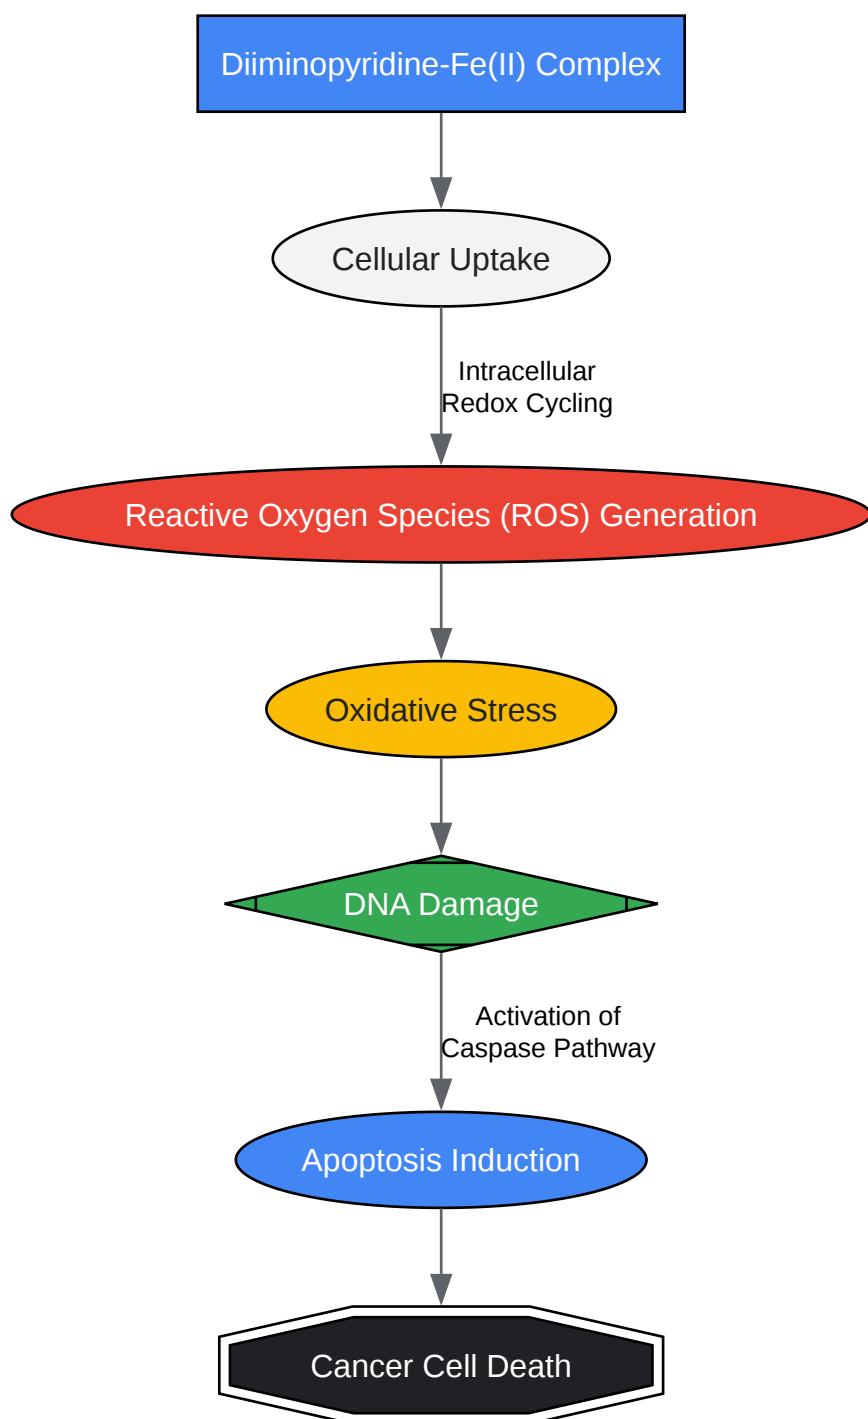 Diiminopyridine-Fe(II) Complex
Cellular Uptake
Intracellular
Redox Cycling
Reactive Oxygen Species (ROS) Generation
Oxidative Stress
DNA Damage
Activation of
Caspase Pathway
Apoptosis Induction
Cancer Cell Death